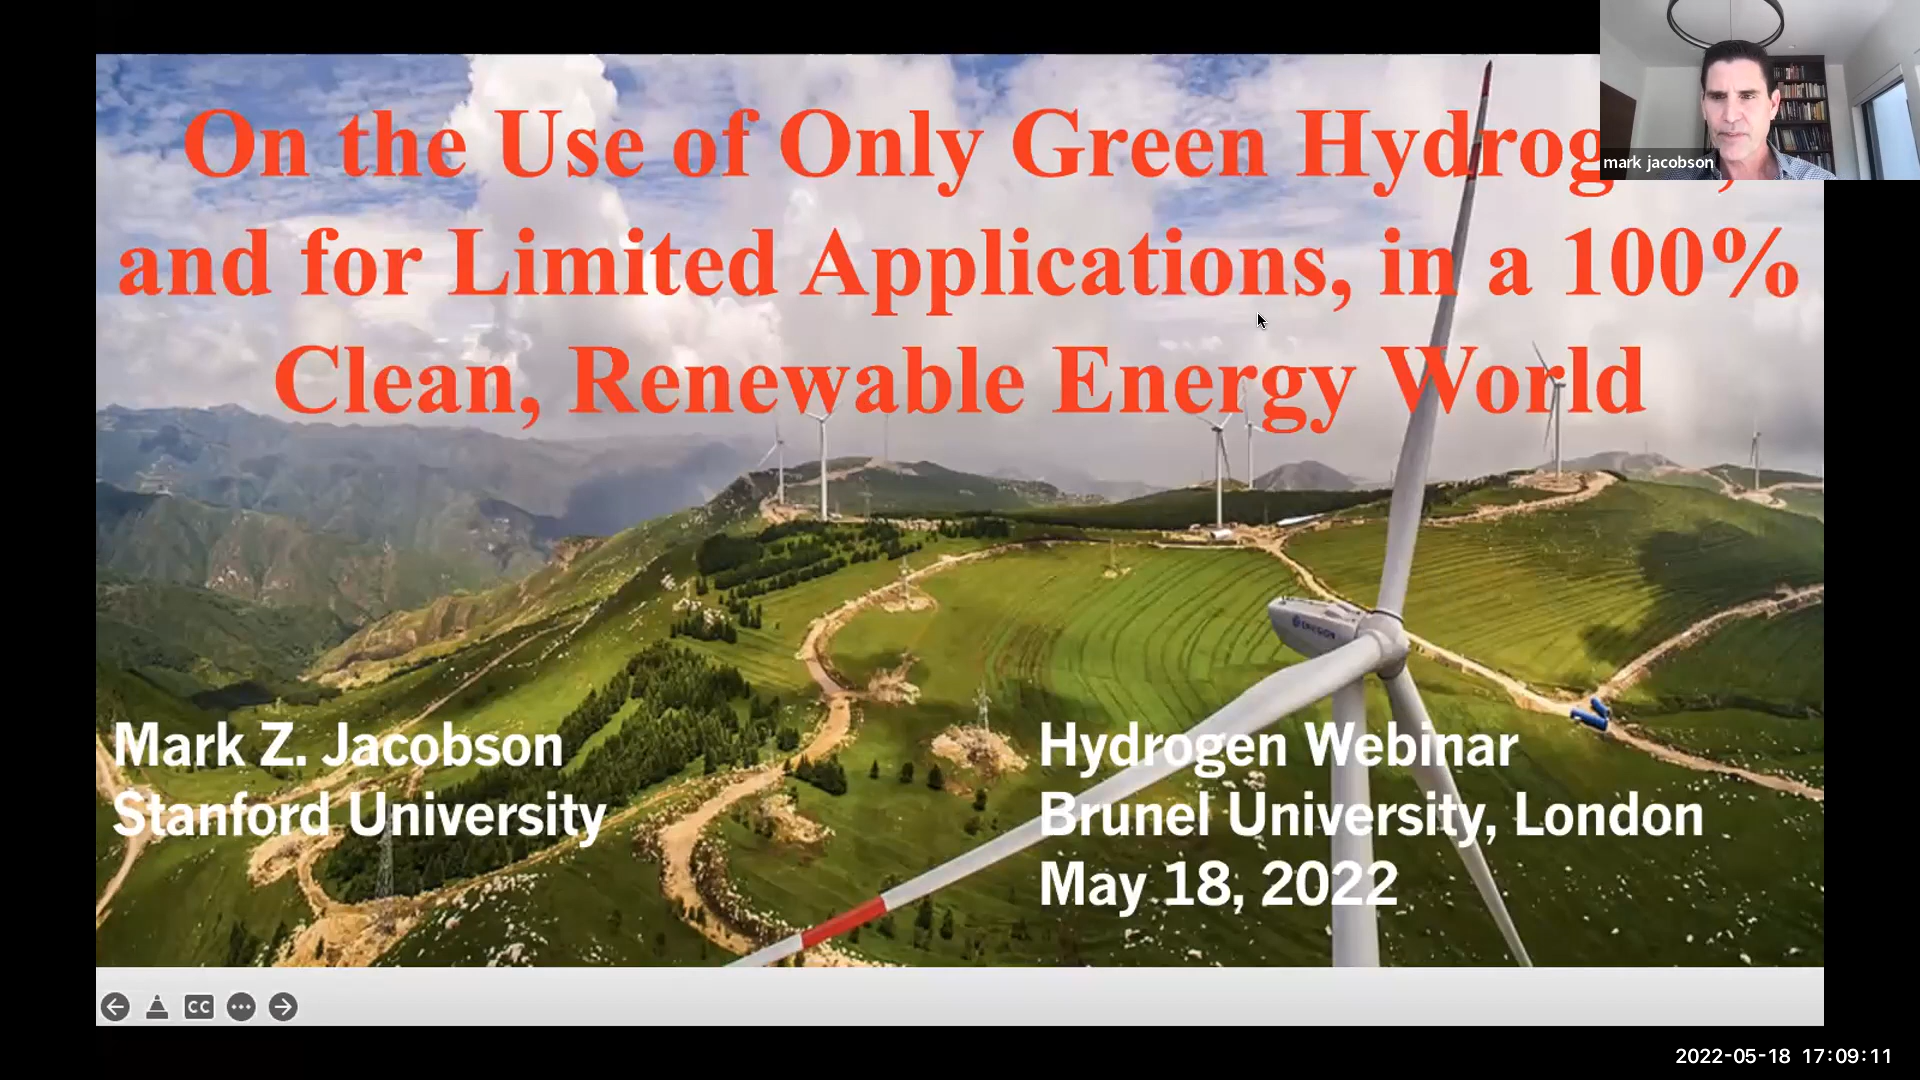 On the Use of Only Green Hydrog
and for Limited Applications, in a 100%
Clean, Renewable Energy World
mark jacobson
Mark Z. Jacobson
Stanford University
Hydrogen Webinar
Brunel University, London
May 18, 2022
CC
2022-05-18 17:09:11